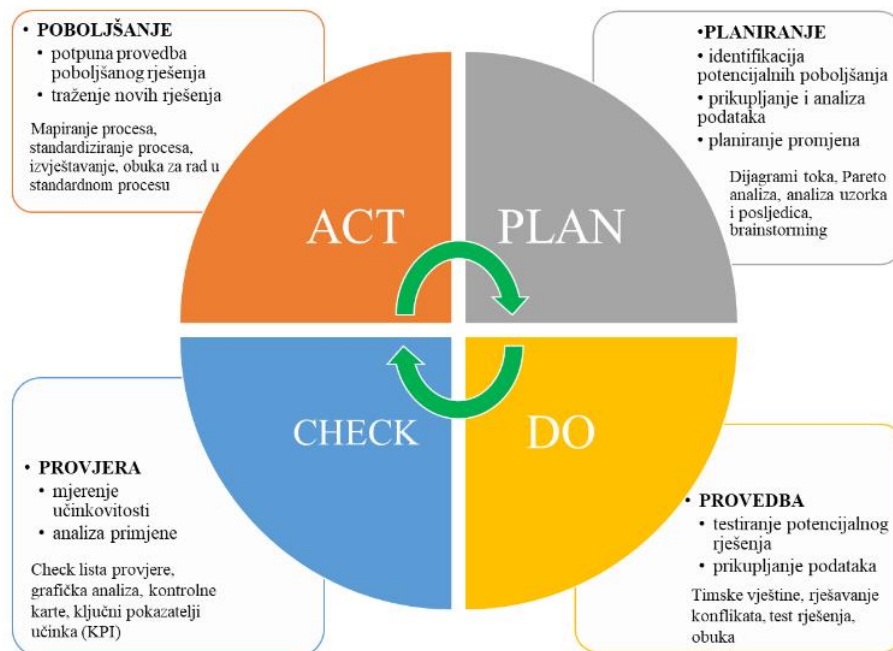 • POBOLJŠANJE
• potpuna provedba
poboljšanog rješenja
• traženje novih rješenja
Mapiranje procesa,
standardiziranje procesa,
izvještavanje, obuka za rad u
standardnom procesu
•PLANIRANJE
• identifikacija
potencijalnih poboljšanja
• prikupljanje i analiza
podataka
• planiranje promjena
Dijagrami toka, Pareto
analiza, analiza uzorka
i posljedica,
brainstorming
ACT
PLAN
CHECK
DO
• PROVJERA
• mjerenje
učinkovitosti
• analiza primjene
Check lista provjere,
grafička analiza, kontrolne
karte, ključni pokazatelji
učinka (KPI)
• PROVEDBA
• testiranje potencijalnog
rješenja
• prikupljanje podataka
Timske vještine, rješavanje
konflikata, test rješenja,
obuka